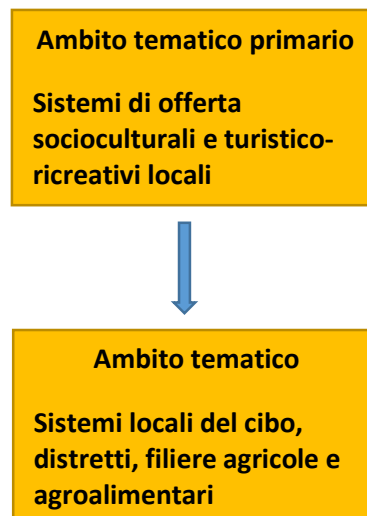 Ambito tematico primario
Sistemi di offerta
socioculturali e turistico-
ricreativi locali
Ambito tematico
Sistemi locali del cibo,
distretti, filiere agricole e
agroalimentari